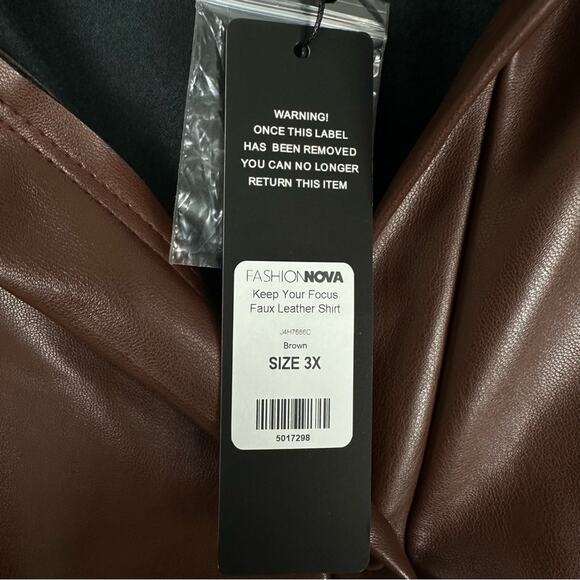 WARNING!
ONCE THIS LABEL
HAS BEEN REMOVED
YOU CAN NO LONGER
RETURN THIS ITEM
FASHIONNOVA
Keep Your Focus
Faux Leather Shirt
J4H7686C
Brown
SIZE 3X
5017298